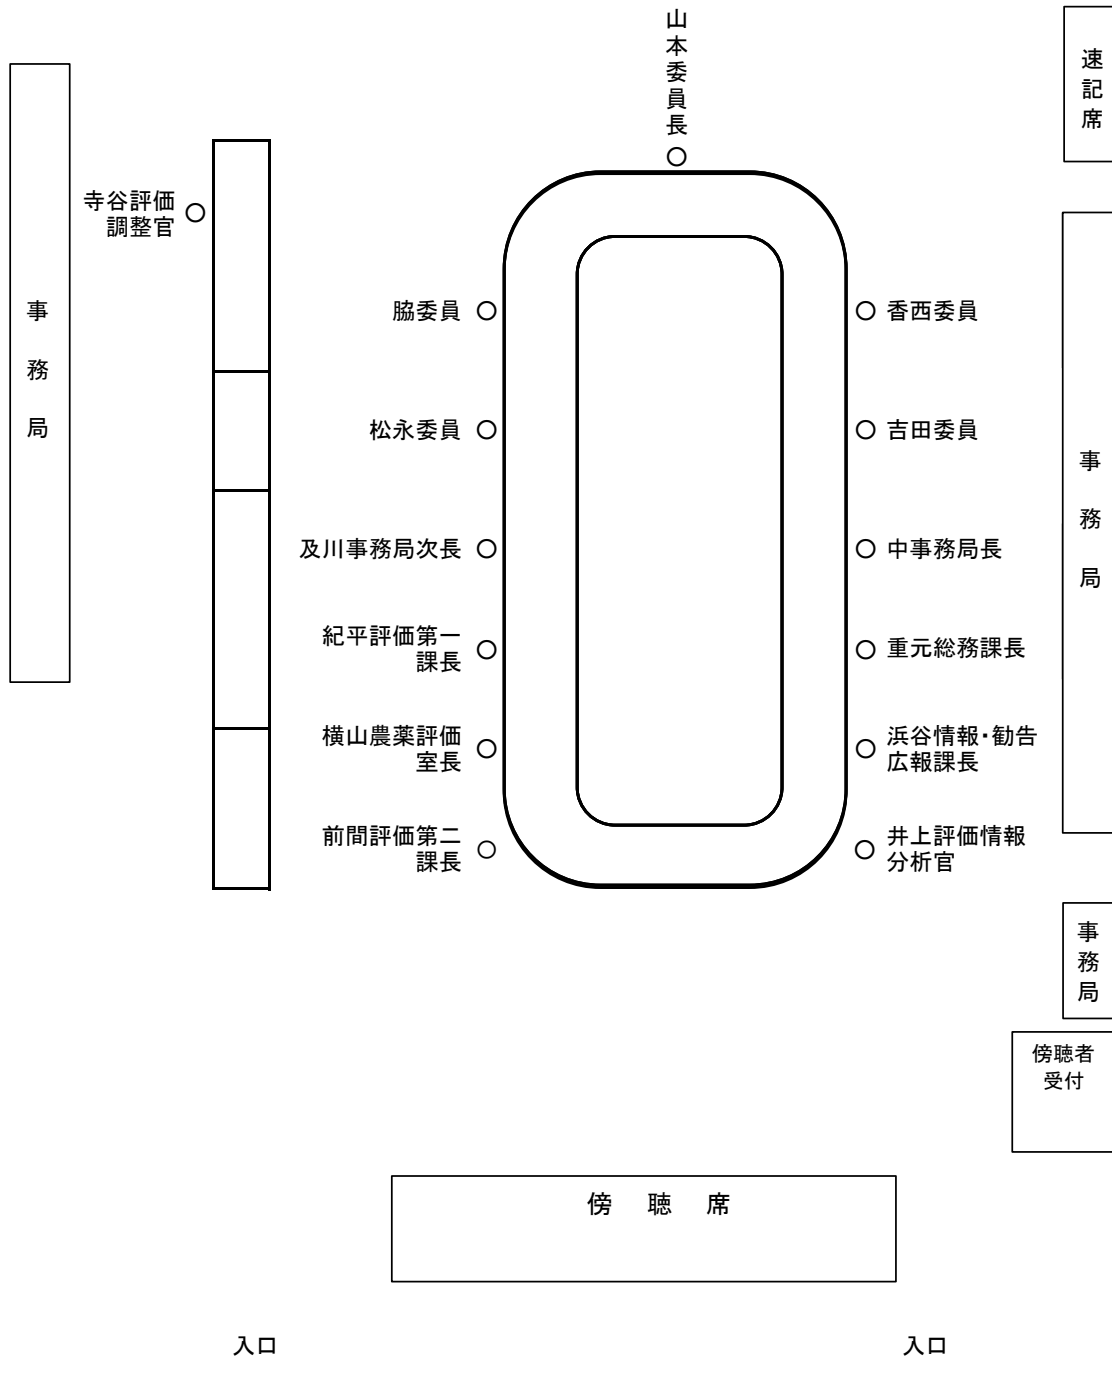 山本委員長
速記席
寺谷評価
調整官
事務局
脇委員
香西委員
松永委員
吉田委員
事務局
及川事務局次長
中事務局長
紀平評価第一
課長
重元総務課長
横山農薬評価
室長
浜谷情報・勧告
広報課長
前間評価第二
課長
井上評価情報
分析官
事務局
傍聴者
受付
傍 聴 席
入口
入口